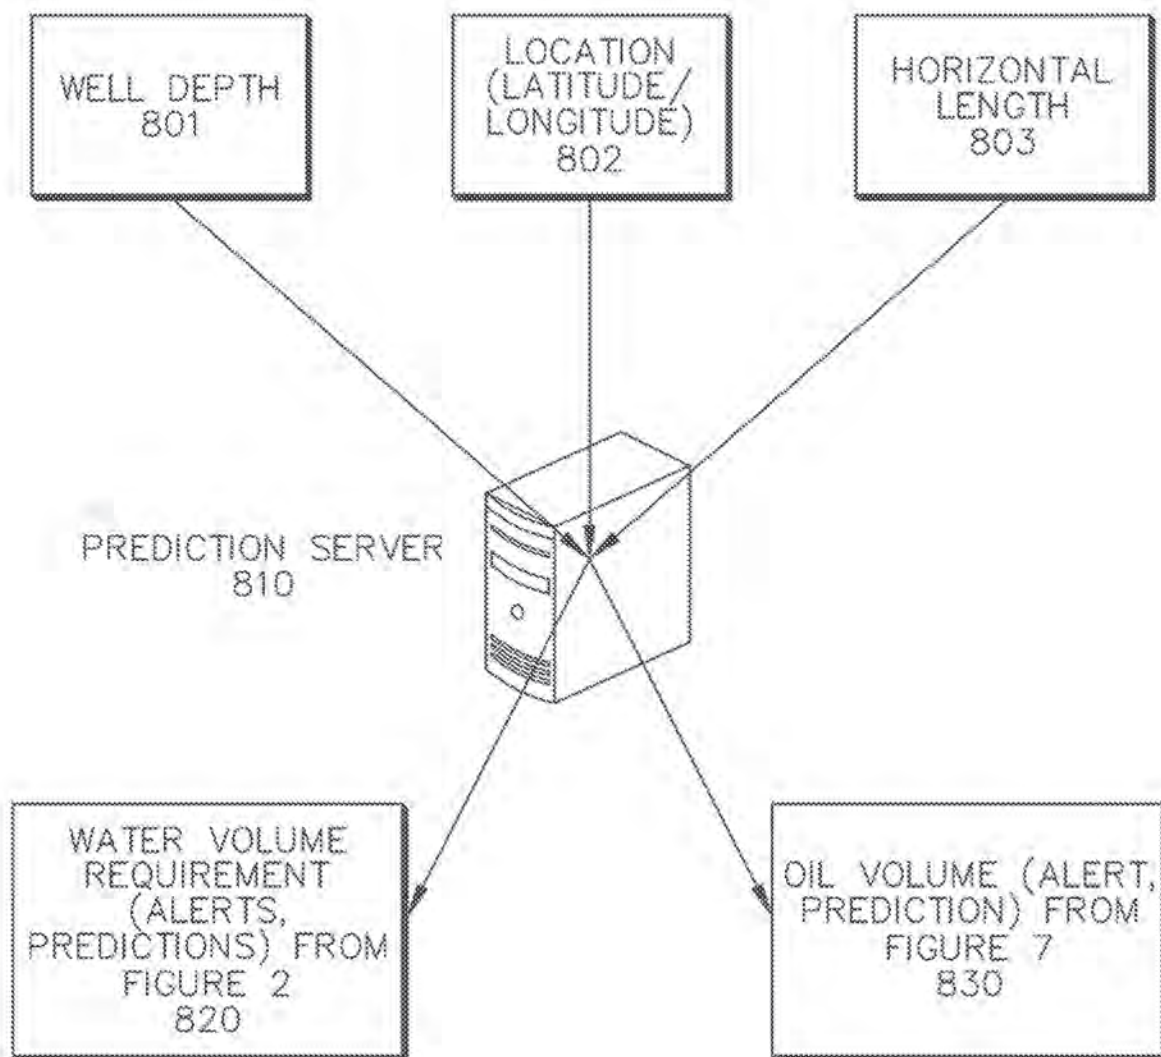 WELL DEPTH
801
LOCATION
(LATITUDE/
LONGITUDE)
802
HORIZONTAL
LENGTH
803
PREDICTION SERVER
810
WATER VOLUME
REQUIREMENT
(ALERTS,
PREDICTIONS) FROM
FIGURE 2
820
OIL VOLUME (ALERT,
PREDICTION) FROM
FIGURE 7
830